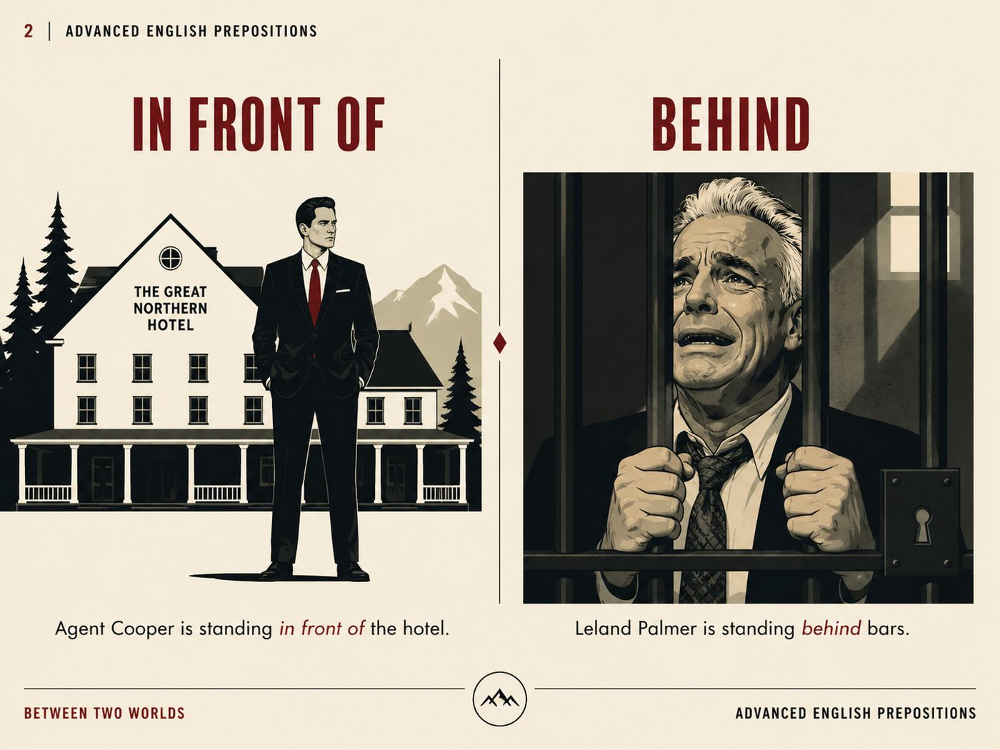 2 | ADVANCED ENGLISH PREPOSITIONS
IN FRONT OF
THE GREAT
NORTHERN
HOTEL
Agent Cooper is standing in front of the hotel.
BEHIND
Leland Palmer is standing behind bars.
BETWEEN TWO WORLDS
ADVANCED ENGLISH PREPOSITIONS